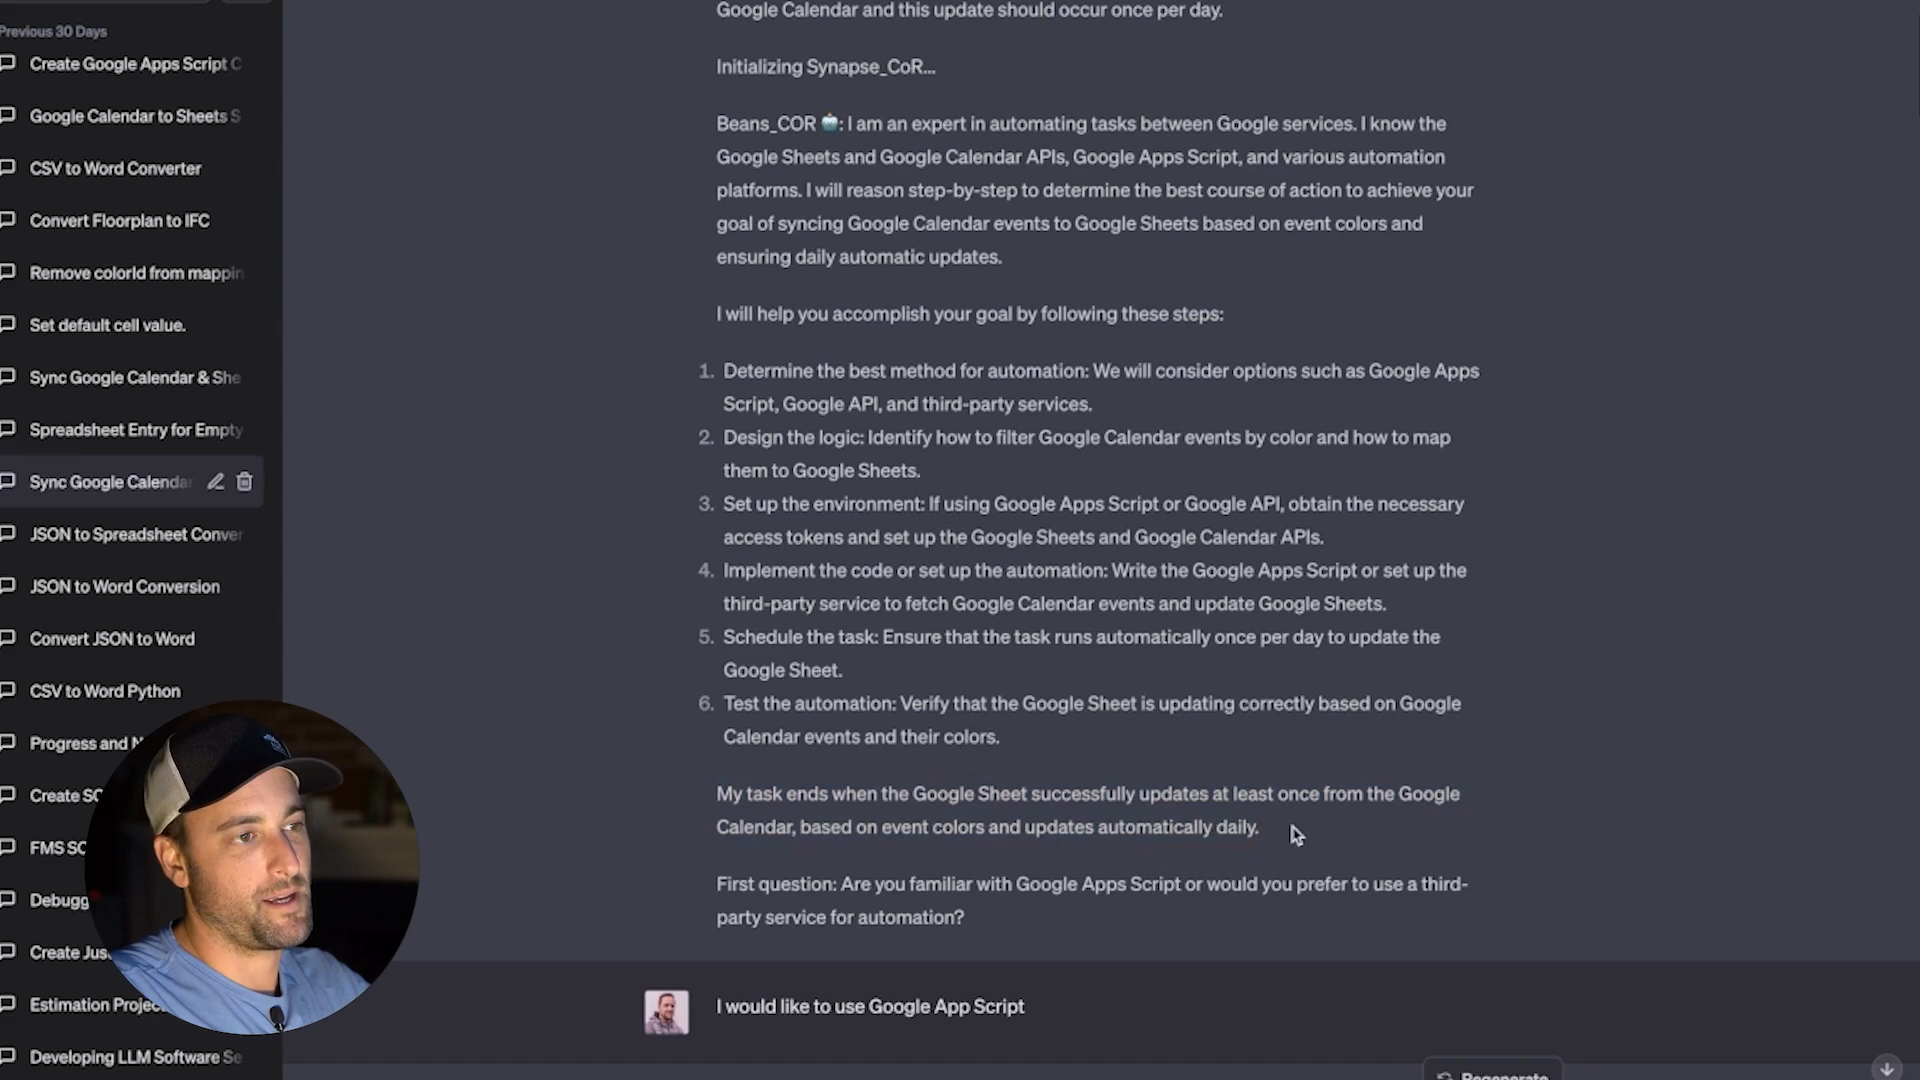 Previous 30 Days
Create Google Apps Script C
Google Calendar to Sheets S
CSV to Word Converter
Convert Floorplan to IFC
Remove colorId from mappin
Set default cell value.
Sync Google Calendar & She
Spreadsheet Entry for Empty
Sync Google Calendar
JSON to Spreadsheet Conver
JSON to Word Conversion
Convert JSON to Word
CSV to Word Python
Progress and N
Create SO
FMS SC
Debugg
Create Jus
Estimation Projec
Developing LLM Software Se
Google Calendar and this update should occur once per day.
Initializing Synapse_CoR...
Beans_COR : I am an expert in automating tasks between Google services. I know the
Google Sheets and Google Calendar APIs, Google Apps Script, and various automation
platforms. I will reason step-by-step to determine the best course of action to achieve your
goal of syncing Google Calendar events to Google Sheets based on event colors and
ensuring daily automatic updates.
I will help you accomplish your goal by following these steps:
1. Determine the best method for automation: We will consider options such as Google Apps
Script, Google API, and third-party services.
2. Design the logic: Identify how to filter Google Calendar events by color and how to map
them to Google Sheets.
3. Set up the environment: If using Google Apps Script or Google API, obtain the necessary
access tokens and set up the Google Sheets and Google Calendar APIs.
4. Implement the code or set up the automation: Write the Google Apps Script or set up the
third-party service to fetch Google Calendar events and update Google Sheets.
5. Schedule the task: Ensure that the task runs automatically once per day to update the
Google Sheet.
6. Test the automation: Verify that the Google Sheet is updating correctly based on Google
Calendar events and their colors.
My task ends when the Google Sheet successfully updates at least once from the Google
Calendar, based on event colors and updates automatically daily.
First question: Are you familiar with Google Apps Script or would you prefer to use a third-
party service for automation?
I would like to use Google App Script
Regenerate